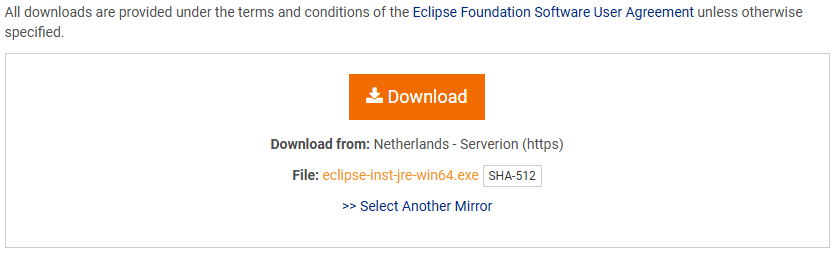 All downloads are provided under the terms and conditions of the Eclipse Foundation Software User Agreement unless otherwise
specified.
Download
Download from: Netherlands - Serverion (https)
File: eclipse-inst-jre-win64.exe SHA-512
>> Select Another Mirror